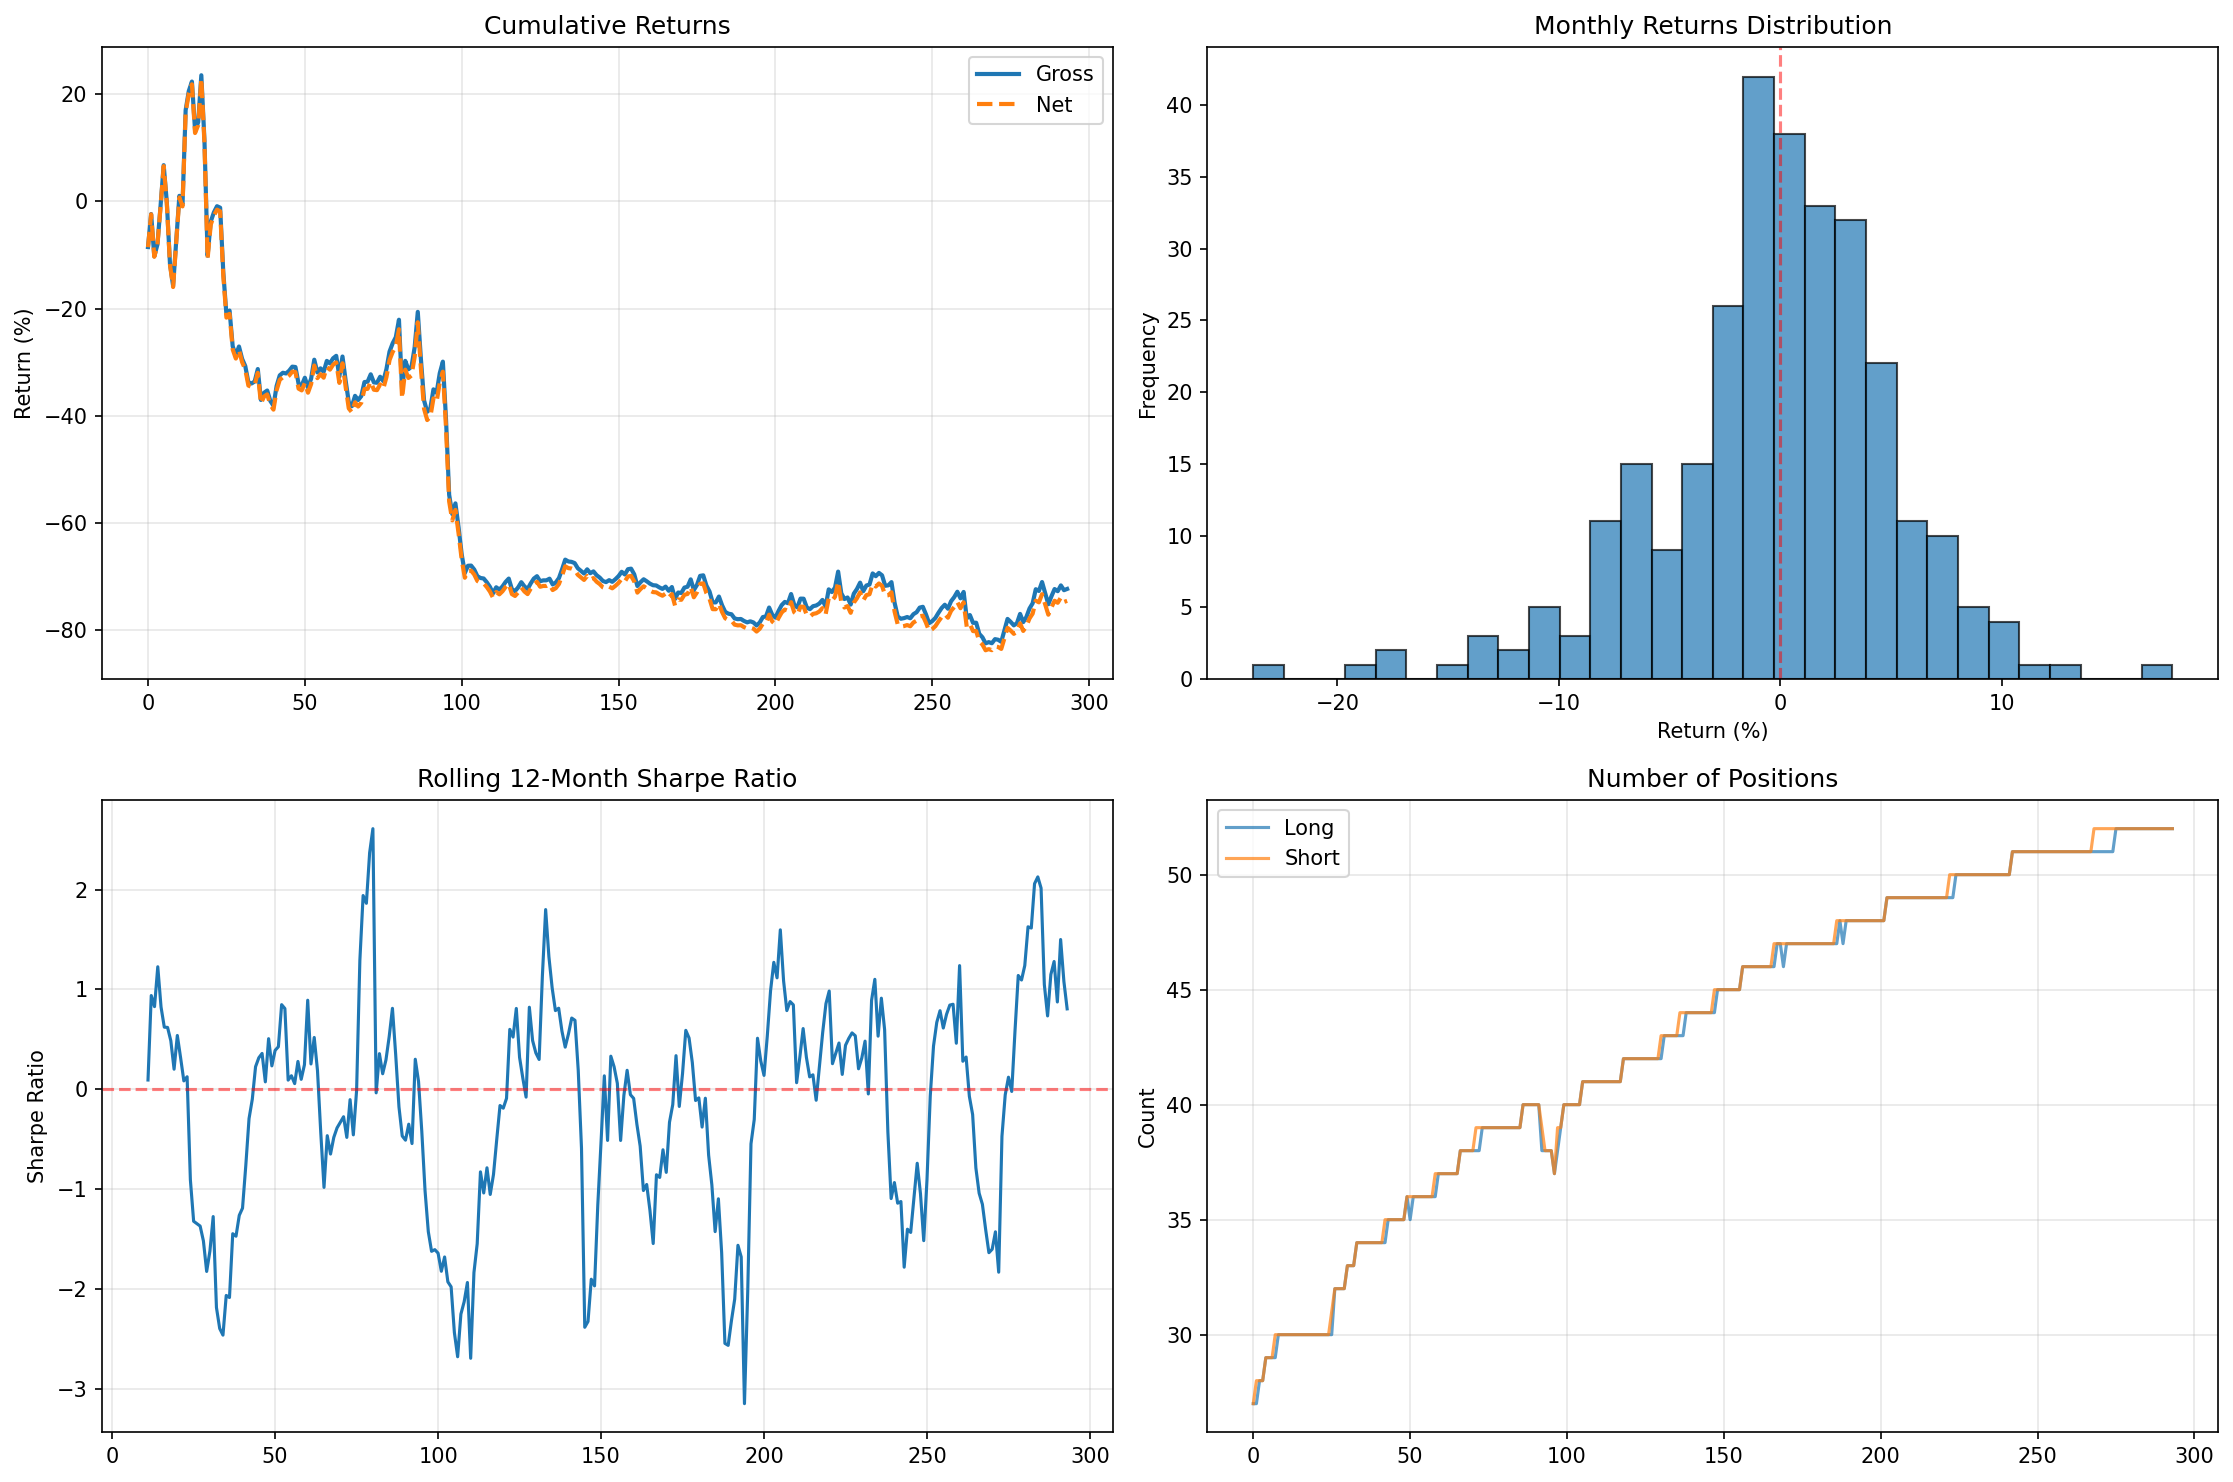 Cumulative Returns
Gross
Net
Return (%)
20
0
−20
−40
−60
−80
0 50 100 150 200 250 300
Monthly Returns Distribution
Frequency
40
35
30
25
20
15
10
5
0
−20 −10 0 10
Return (%)
Rolling 12-Month Sharpe Ratio
Sharpe Ratio
2
1
0
−1
−2
−3
0 50 100 150 200 250 300
Number of Positions
Long
Short
Count
50
45
40
35
30
0 50 100 150 200 250 300